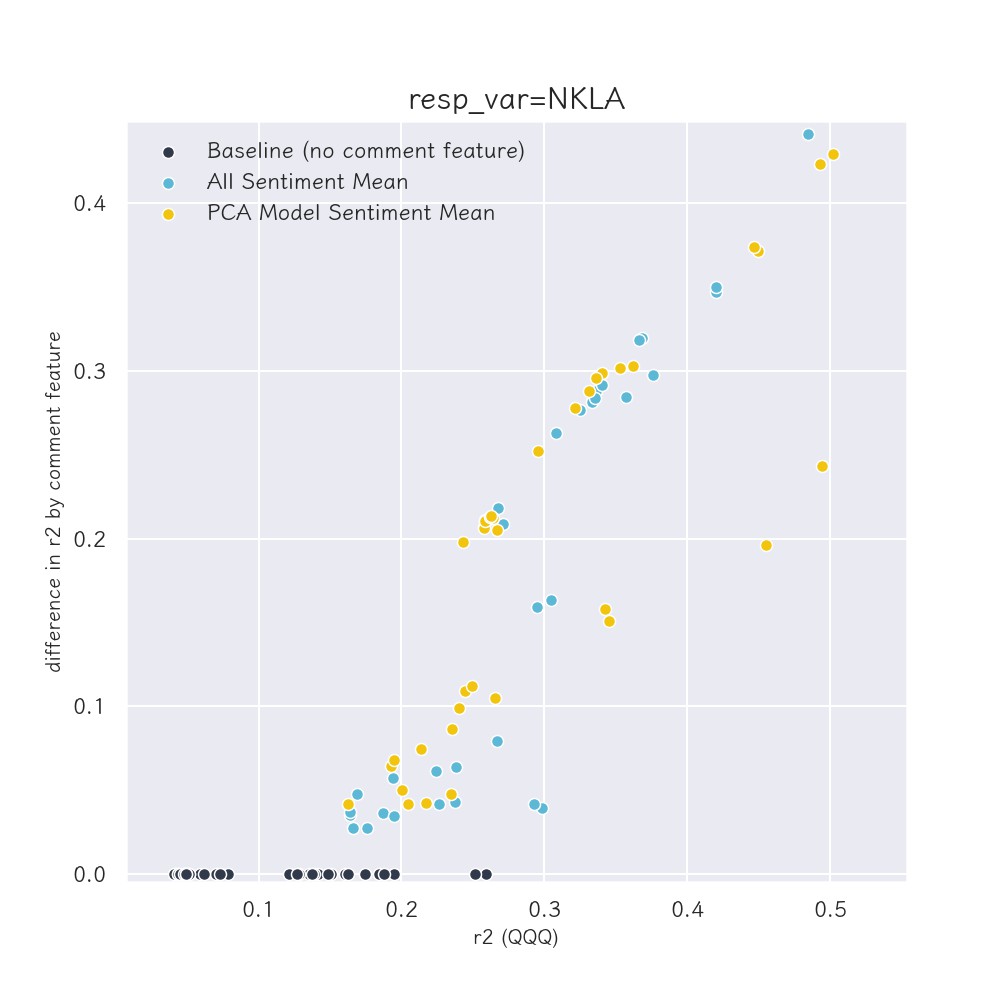 resp_var=NKLA
Baseline (no comment feature)
All Sentiment Mean
PCA Model Sentiment Mean
difference in r2 by comment feature
0.4
0.3
0.2
0.1
0.0
0.1 0.2 0.3 0.4 0.5
r2 (QQQ)